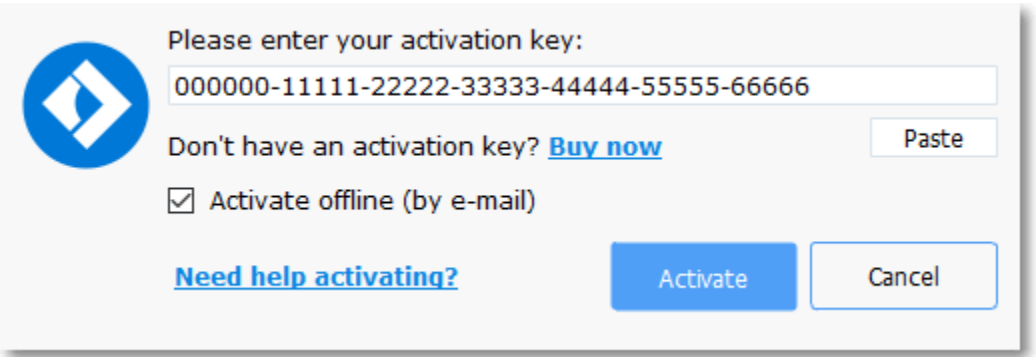 Please enter your activation key:
000000-11111-22222-33333-44444-55555-66666
Don't have an activation key? Buy now
Paste
Activate offline (by e-mail)
Need help activating?
Activate
Cancel